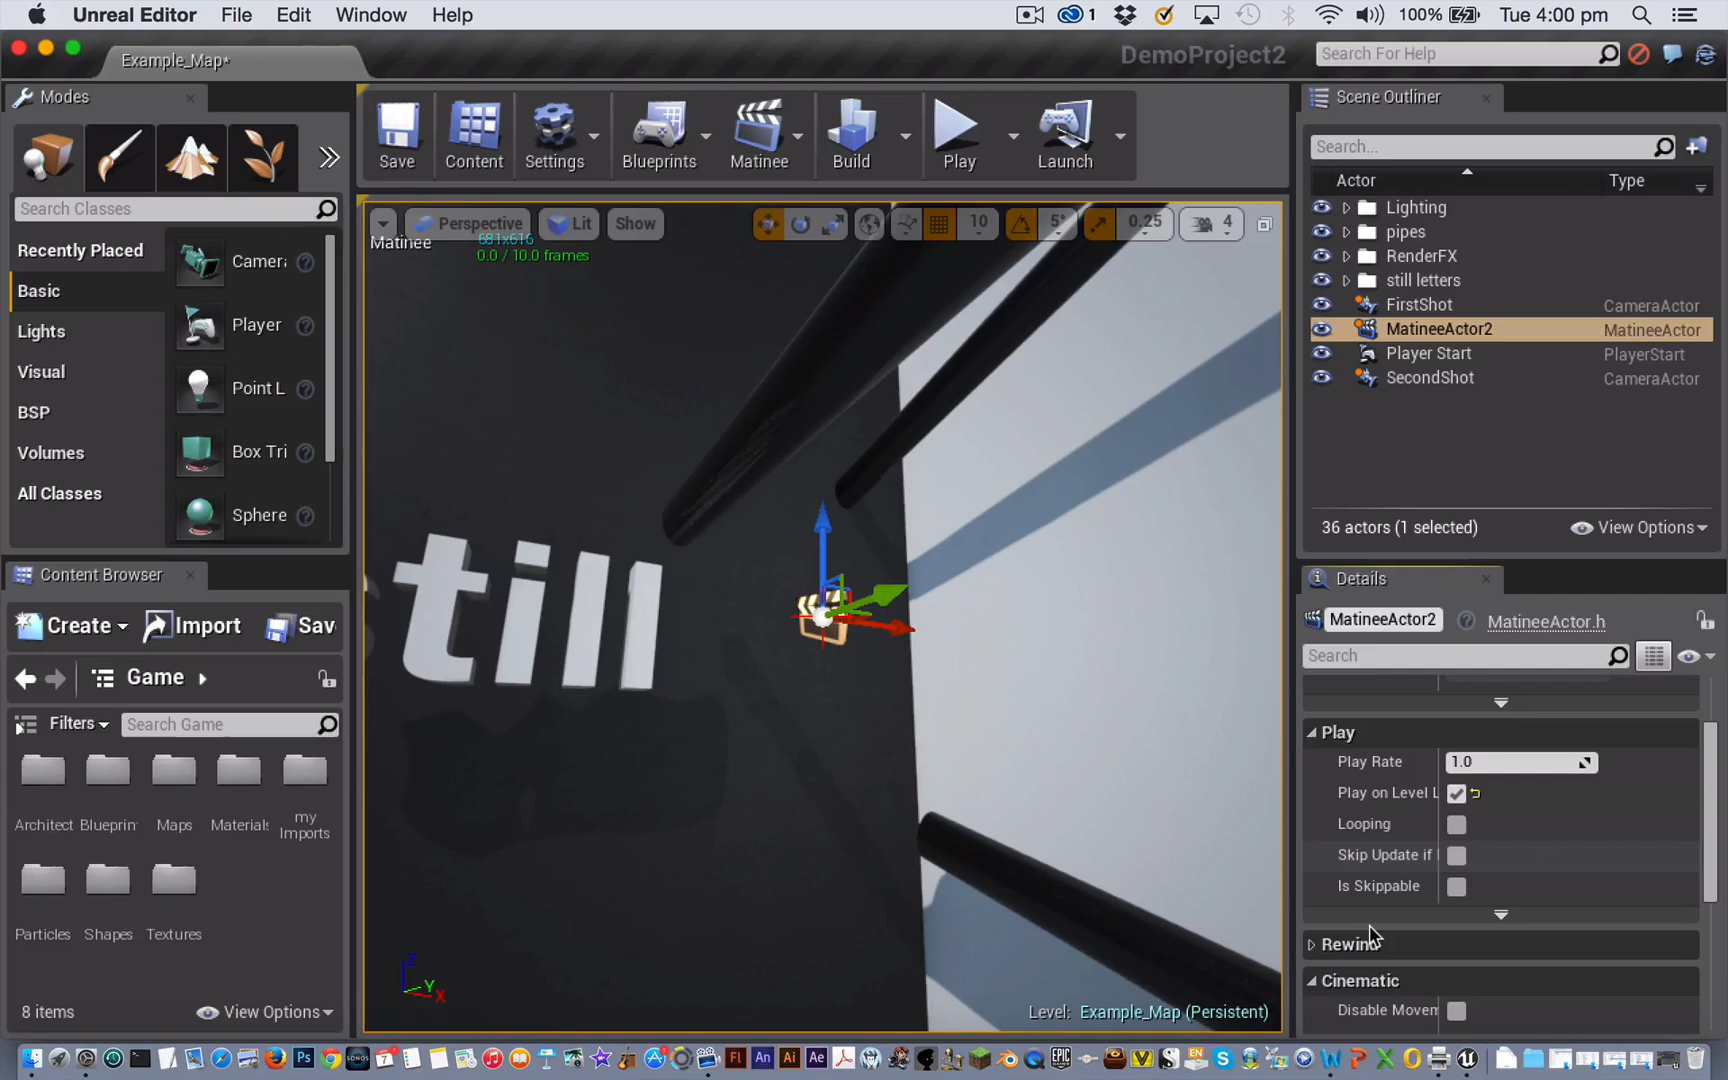 Unreal Editor File Edit Window Help 1 100% Tue 4:00 pm
Example_Map* DemoProject2 Search For Help
Modes
Search Classes
Recently Placed
Basic
Lights
Visual
BSP
Volumes
All Classes
Camera
Player
Point L
Box Tri
Sphere
Save Content Settings Blueprints Matinee Build Play Launch
Perspective Lit Show 10 5° 0.25 4
Matinee 681x616
0.0 / 10.0 frames
till
Z
Y
X
Level: Example_Map (Persistent)
Content Browser
Create Import Sav
Game
Filters Search Game
Architect Blueprin Maps Materials my Imports
Particles Shapes Textures
8 items View Options
Scene Outliner
Search...
Actor Type
Lighting
pipes
RenderFX
still letters
FirstShot CameraActor
MatineeActor2 MatineeActor
Player Start PlayerStart
SecondShot CameraActor
36 actors (1 selected) View Options
Details
MatineeActor2 MatineeActor.h
Search
Play
Play Rate 1.0
Play on Level L
Looping
Skip Update if
Is Skippable
Rewind
Cinematic
Disable Movem